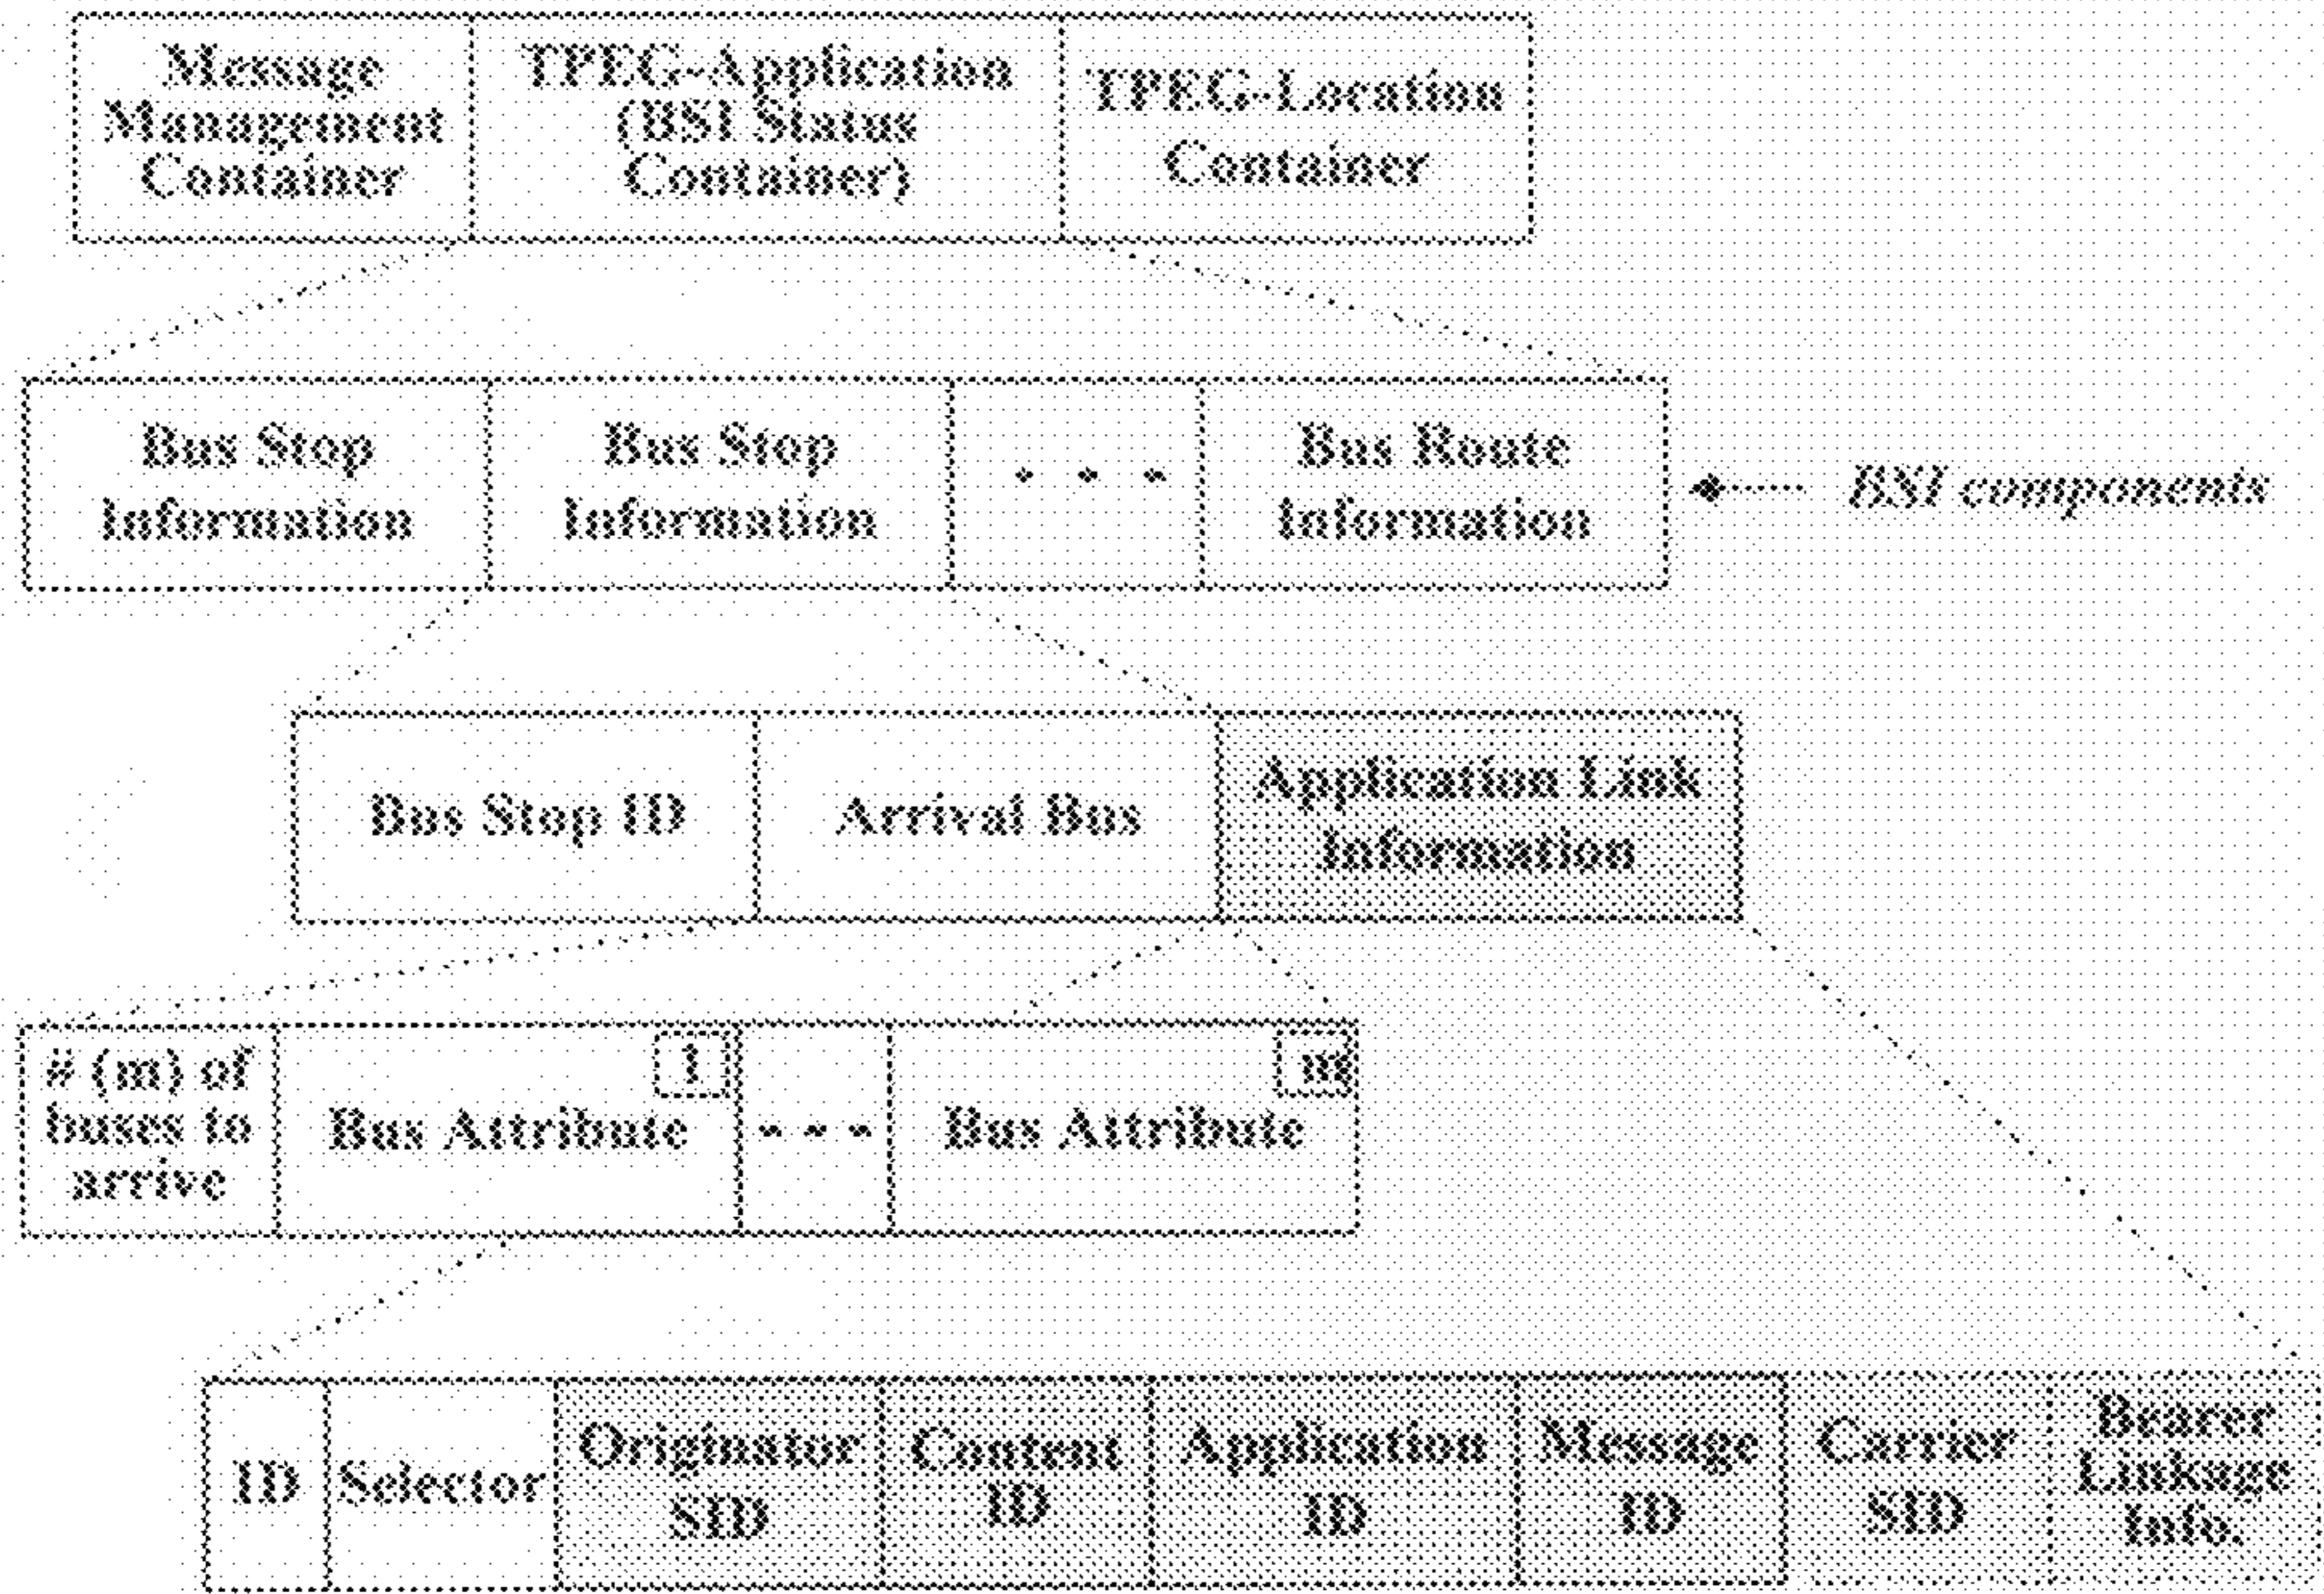 Message
Management
Container
TPEG-Application
(BSI Status
Container)
TPEG-Location
Container
Bus Stop
Information
Bus Stop
Information
• • •
Bus Route
Information
BSI components
Bus Stop ID
Arrival Bus
Application Link
Information
# (m) of
buses to
arrive
1
Bus Attribute
- - -
m
Bus Attribute
ID
Selector
Originator
SID
Content
ID
Application
ID
Message
ID
Carrier
SID
Bearer
Linkage
Info.